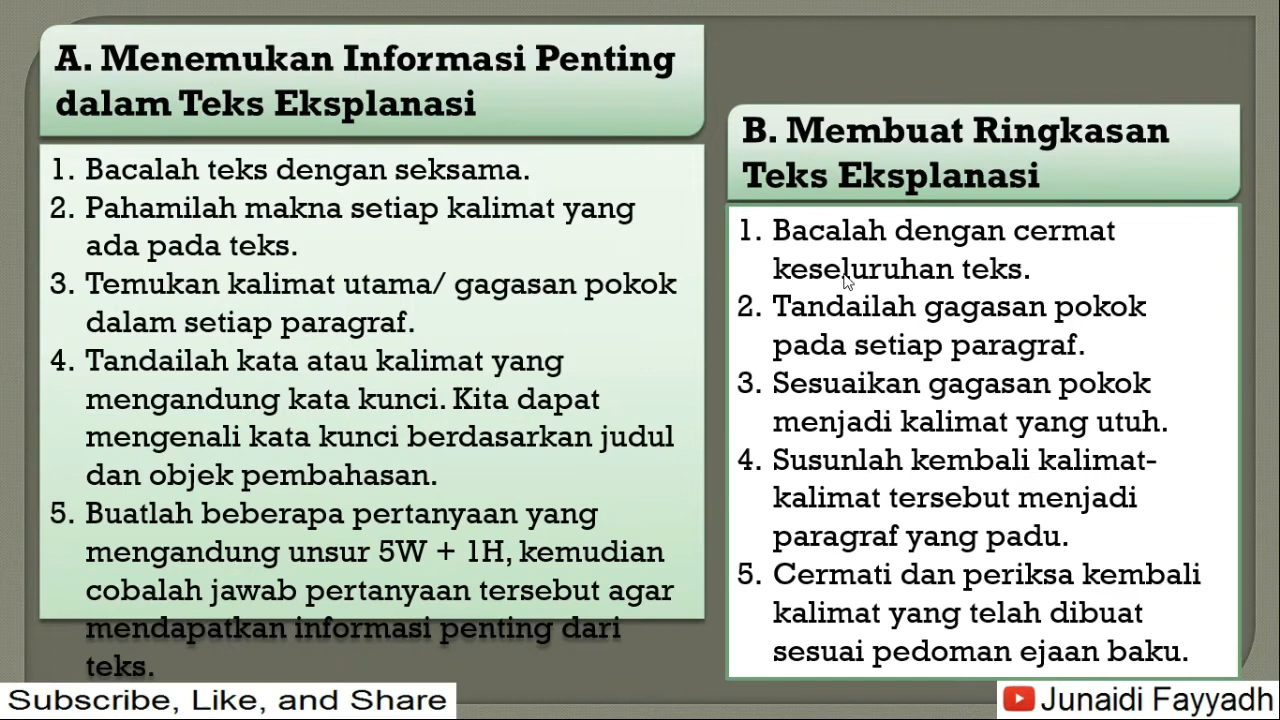 A. Menemukan Informasi Penting
dalam Teks Eksplanasi
1. Bacalah teks dengan seksama.
2. Pahamilah makna setiap kalimat yang
ada pada teks.
3. Temukan kalimat utama/ gagasan pokok
dalam setiap paragraf.
4. Tandailah kata atau kalimat yang
mengandung kata kunci. Kita dapat
mengenali kata kunci berdasarkan judul
dan objek pembahasan.
5. Buatlah beberapa pertanyaan yang
mengandung unsur 5W + 1H, kemudian
cobalah jawab pertanyaan tersebut agar
mendapatkan informasi penting dari
teks.
B. Membuat Ringkasan
Teks Eksplanasi
1. Bacalah dengan cermat
keseluruhan teks.
2. Tandailah gagasan pokok
pada setiap paragraf.
3. Sesuaikan gagasan pokok
menjadi kalimat yang utuh.
4. Susunlah kembali kalimat-
kalimat tersebut menjadi
paragraf yang padu.
5. Cermati dan periksa kembali
kalimat yang telah dibuat
sesuai pedoman ejaan baku.
Subscribe, Like, and Share
Junaidi Fayyadh